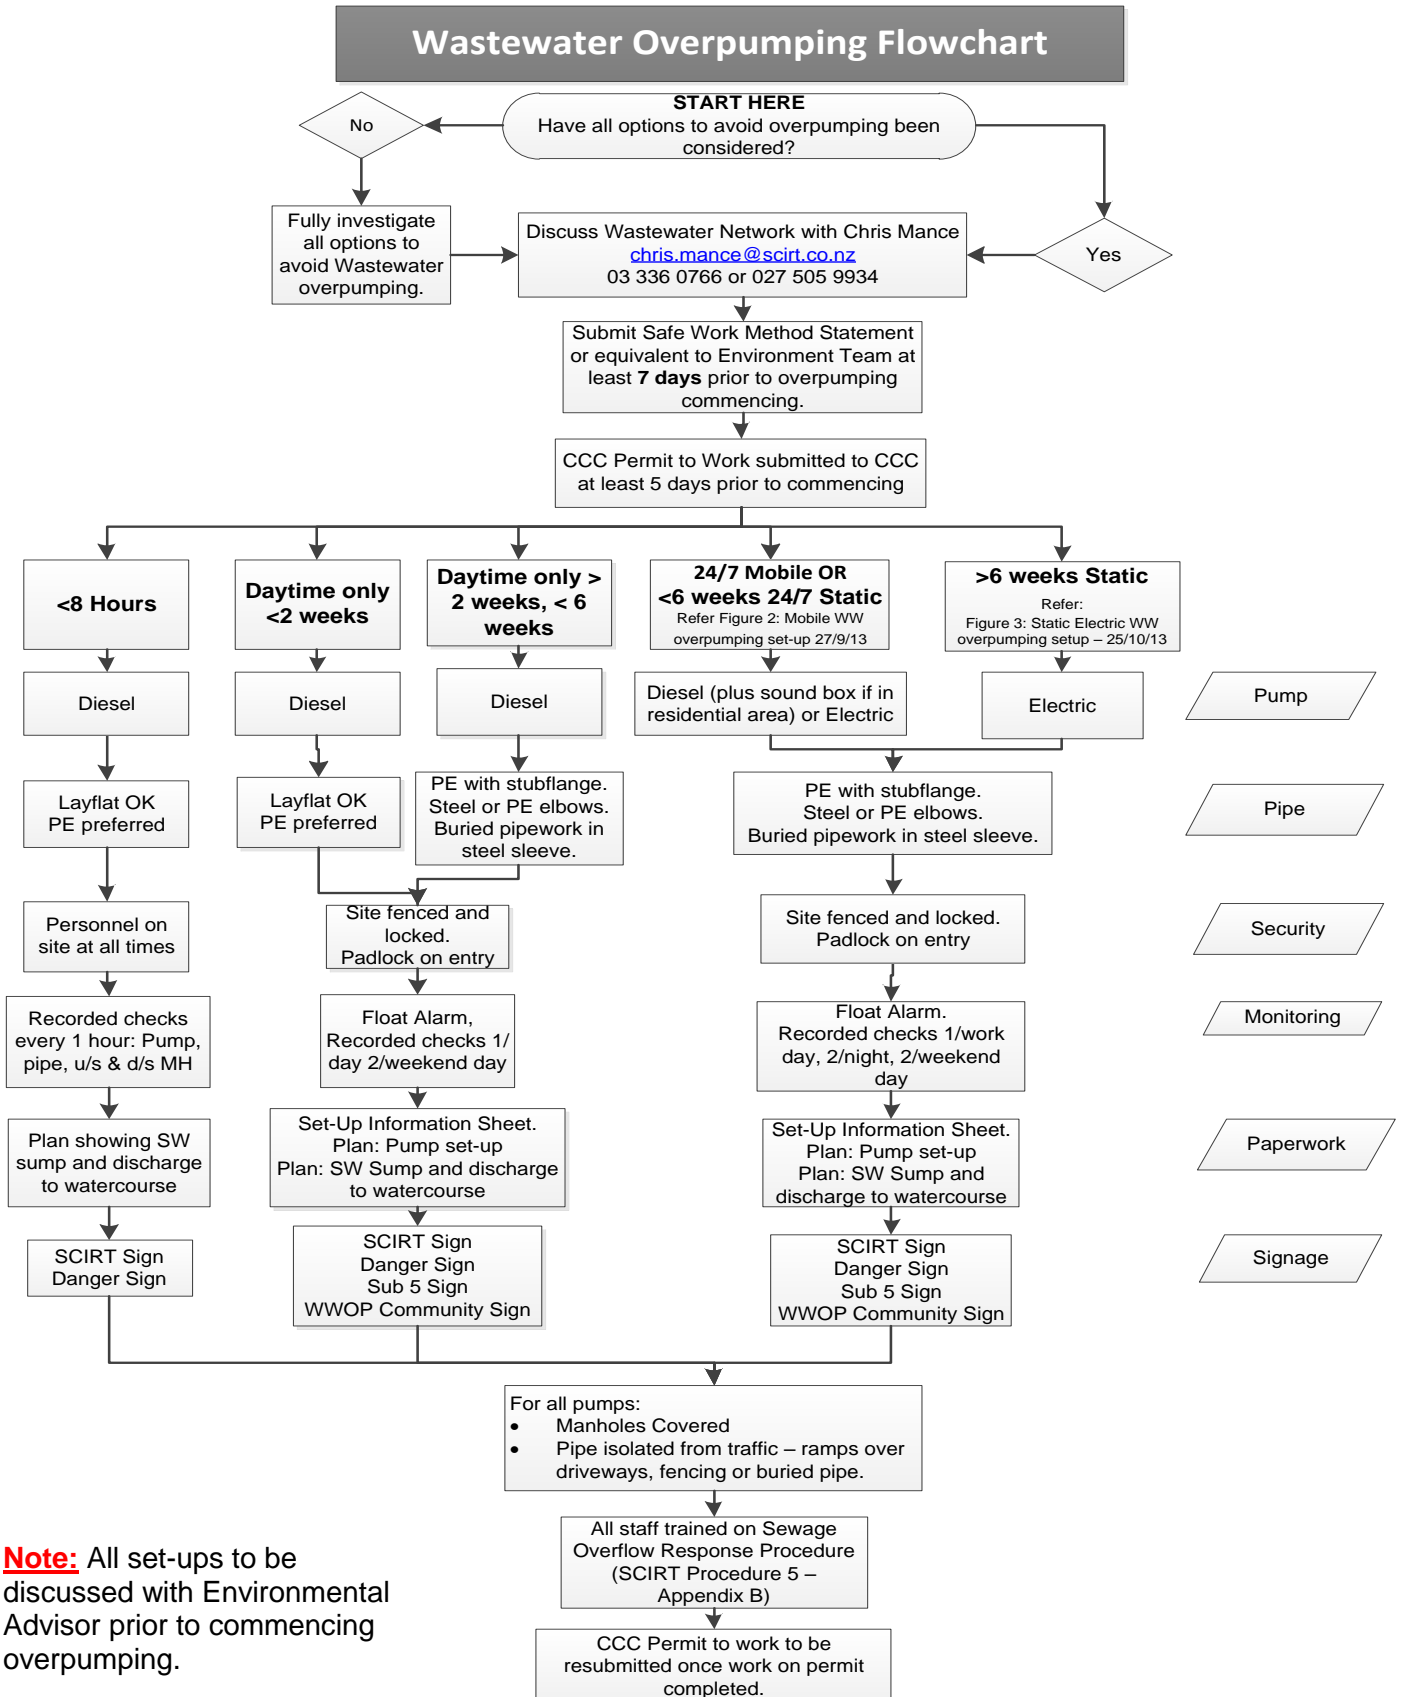 Wastewater Overpumping Flowchart
START HERE
Have all options to avoid overpumping been
considered?
No
Yes
Fully investigate
all options to
avoid Wastewater
overpumping.
Discuss Wastewater Network with Chris Mance
chris.mance@scirt.co.nz
03 336 0766 or 027 505 9934
Submit Safe Work Method Statement
or equivalent to Environment Team at
least 7 days prior to overpumping
commencing.
CCC Permit to Work submitted to CCC
at least 5 days prior to commencing
<8 Hours
Daytime only
<2 weeks
Daytime only >
2 weeks, < 6
weeks
24/7 Mobile OR
<6 weeks 24/7 Static
Refer Figure 2: Mobile WW
overpumping set-up 27/9/13
>6 weeks Static
Refer:
Figure 3: Static Electric WW
overpumping setup – 25/10/13
Diesel
Diesel
Diesel
Diesel (plus sound box if in
residential area) or Electric
Electric
Pump
Layflat OK
PE preferred
Layflat OK
PE preferred
PE with stubflange.
Steel or PE elbows.
Buried pipework in
steel sleeve.
PE with stubflange.
Steel or PE elbows.
Buried pipework in steel sleeve.
Pipe
Personnel on
site at all times
Site fenced and
locked.
Padlock on entry
Site fenced and locked.
Padlock on entry
Security
Recorded checks
every 1 hour: Pump,
pipe, u/s & d/s MH
Float Alarm,
Recorded checks 1/
day 2/weekend day
Float Alarm.
Recorded checks 1/work
day, 2/night, 2/weekend
day
Monitoring
Plan showing SW
sump and discharge
to watercourse
Set-Up Information Sheet.
Plan: Pump set-up
Plan: SW Sump and discharge
to watercourse
Set-Up Information Sheet.
Plan: Pump set-up
Plan: SW Sump and
discharge to watercourse
Paperwork
SCIRT Sign
Danger Sign
SCIRT Sign
Danger Sign
Sub 5 Sign
WWOP Community Sign
SCIRT Sign
Danger Sign
Sub 5 Sign
WWOP Community Sign
Signage
For all pumps:
• Manholes Covered
• Pipe isolated from traffic – ramps over
driveways, fencing or buried pipe.
All staff trained on Sewage
Overflow Response Procedure
(SCIRT Procedure 5 –
Appendix B)
CCC Permit to work to be
resubmitted once work on permit
completed.
Note: All set-ups to be
discussed with Environmental
Advisor prior to commencing
overpumping.